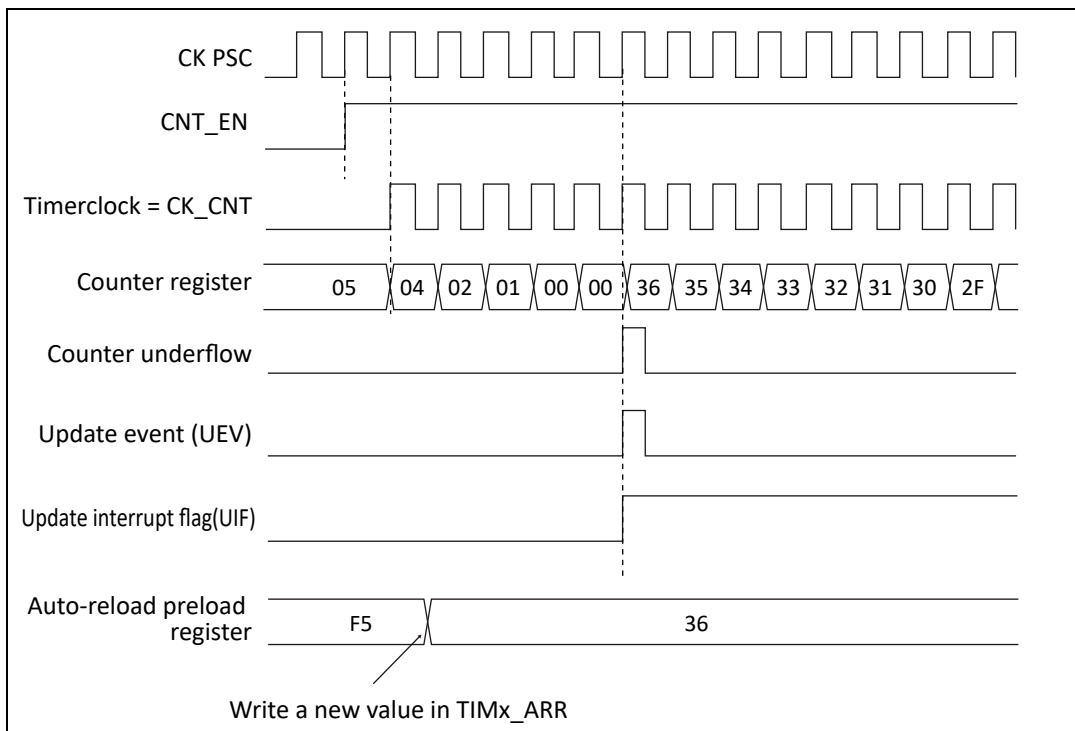 CK PSC
CNT_EN
Timerclock = CK_CNT
Counter register 05 04 02 01 00 00 36 35 34 33 32 31 30 2F
Counter underflow
Update event (UEV)
Update interrupt flag(UIF)
Auto-reload preload
register
F5 36
Write a new value in TIMx_ARR